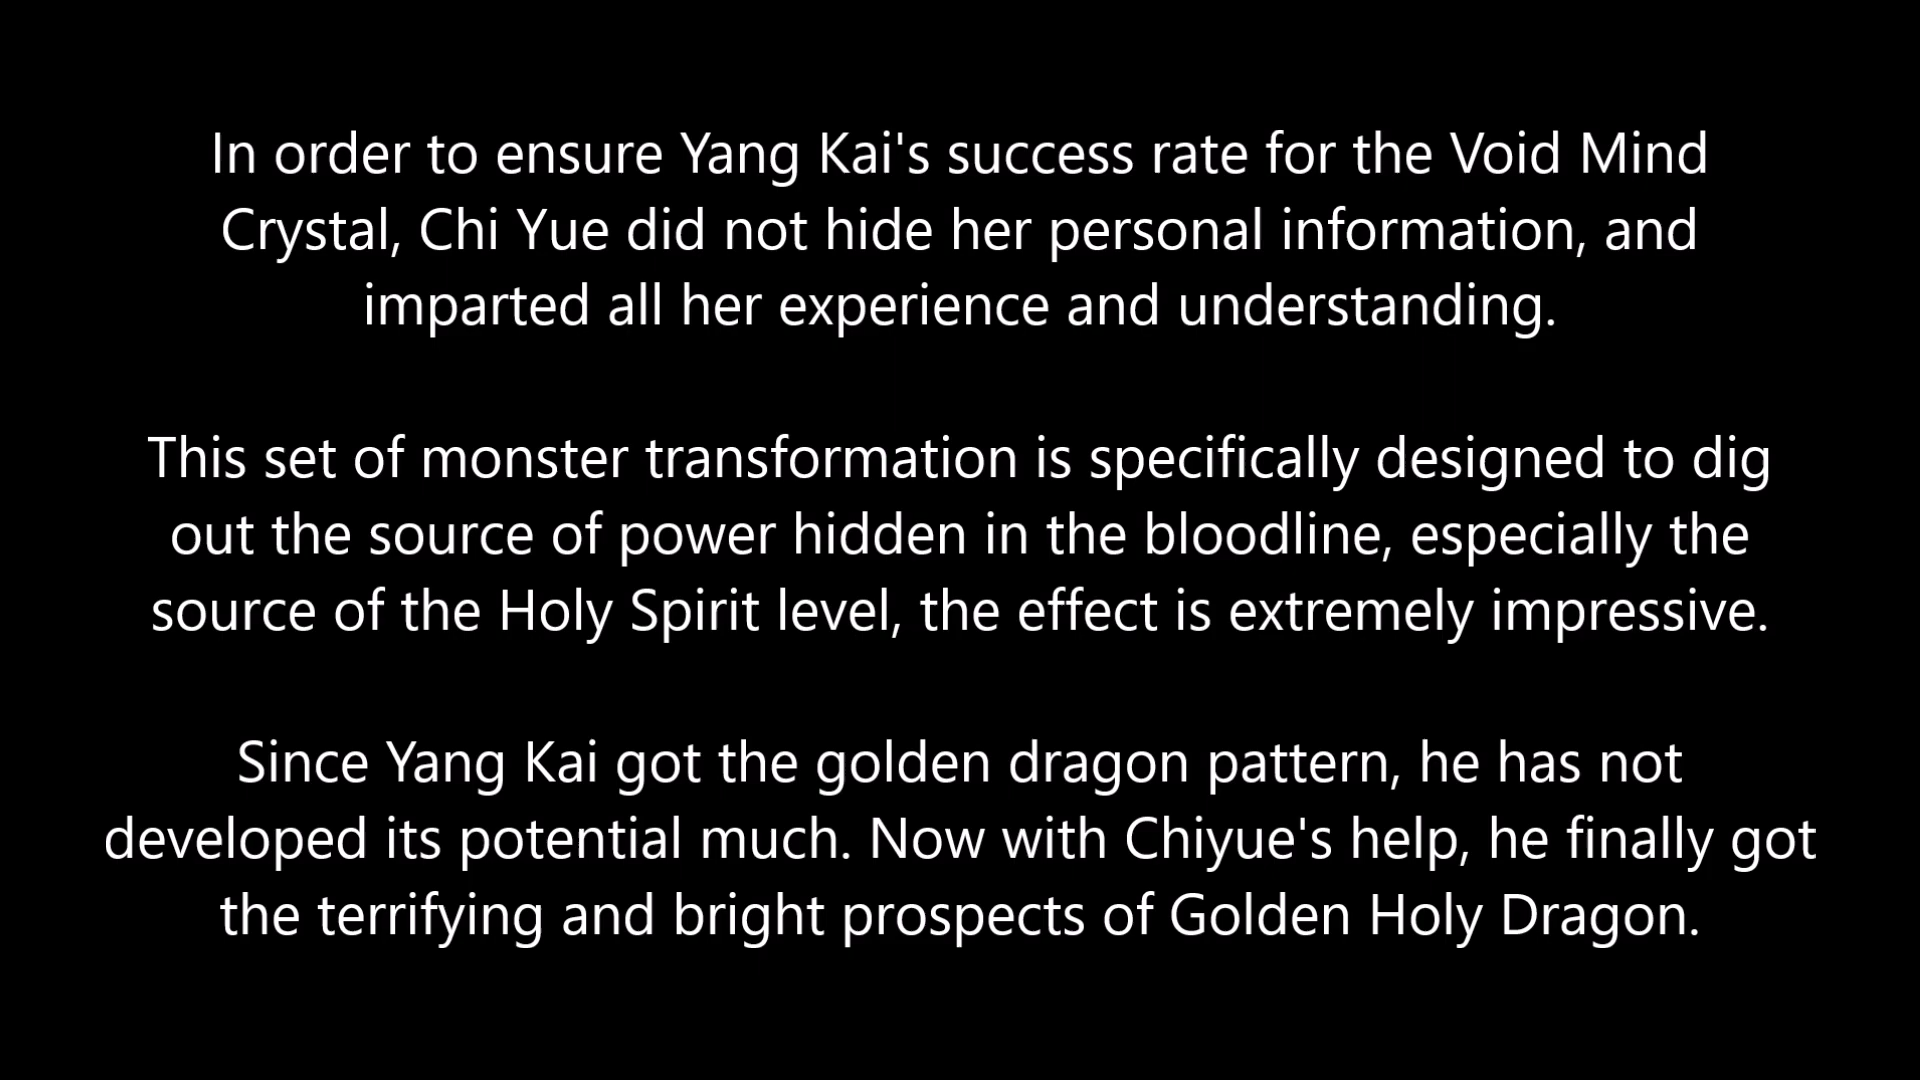 In order to ensure Yang Kai's success rate for the Void Mind
Crystal, Chi Yue did not hide her personal information, and
imparted all her experience and understanding.
This set of monster transformation is specifically designed to dig
out the source of power hidden in the bloodline, especially the
source of the Holy Spirit level, the effect is extremely impressive.
Since Yang Kai got the golden dragon pattern, he has not
developed its potential much. Now with Chiyue's help, he finally got
the terrifying and bright prospects of Golden Holy Dragon.